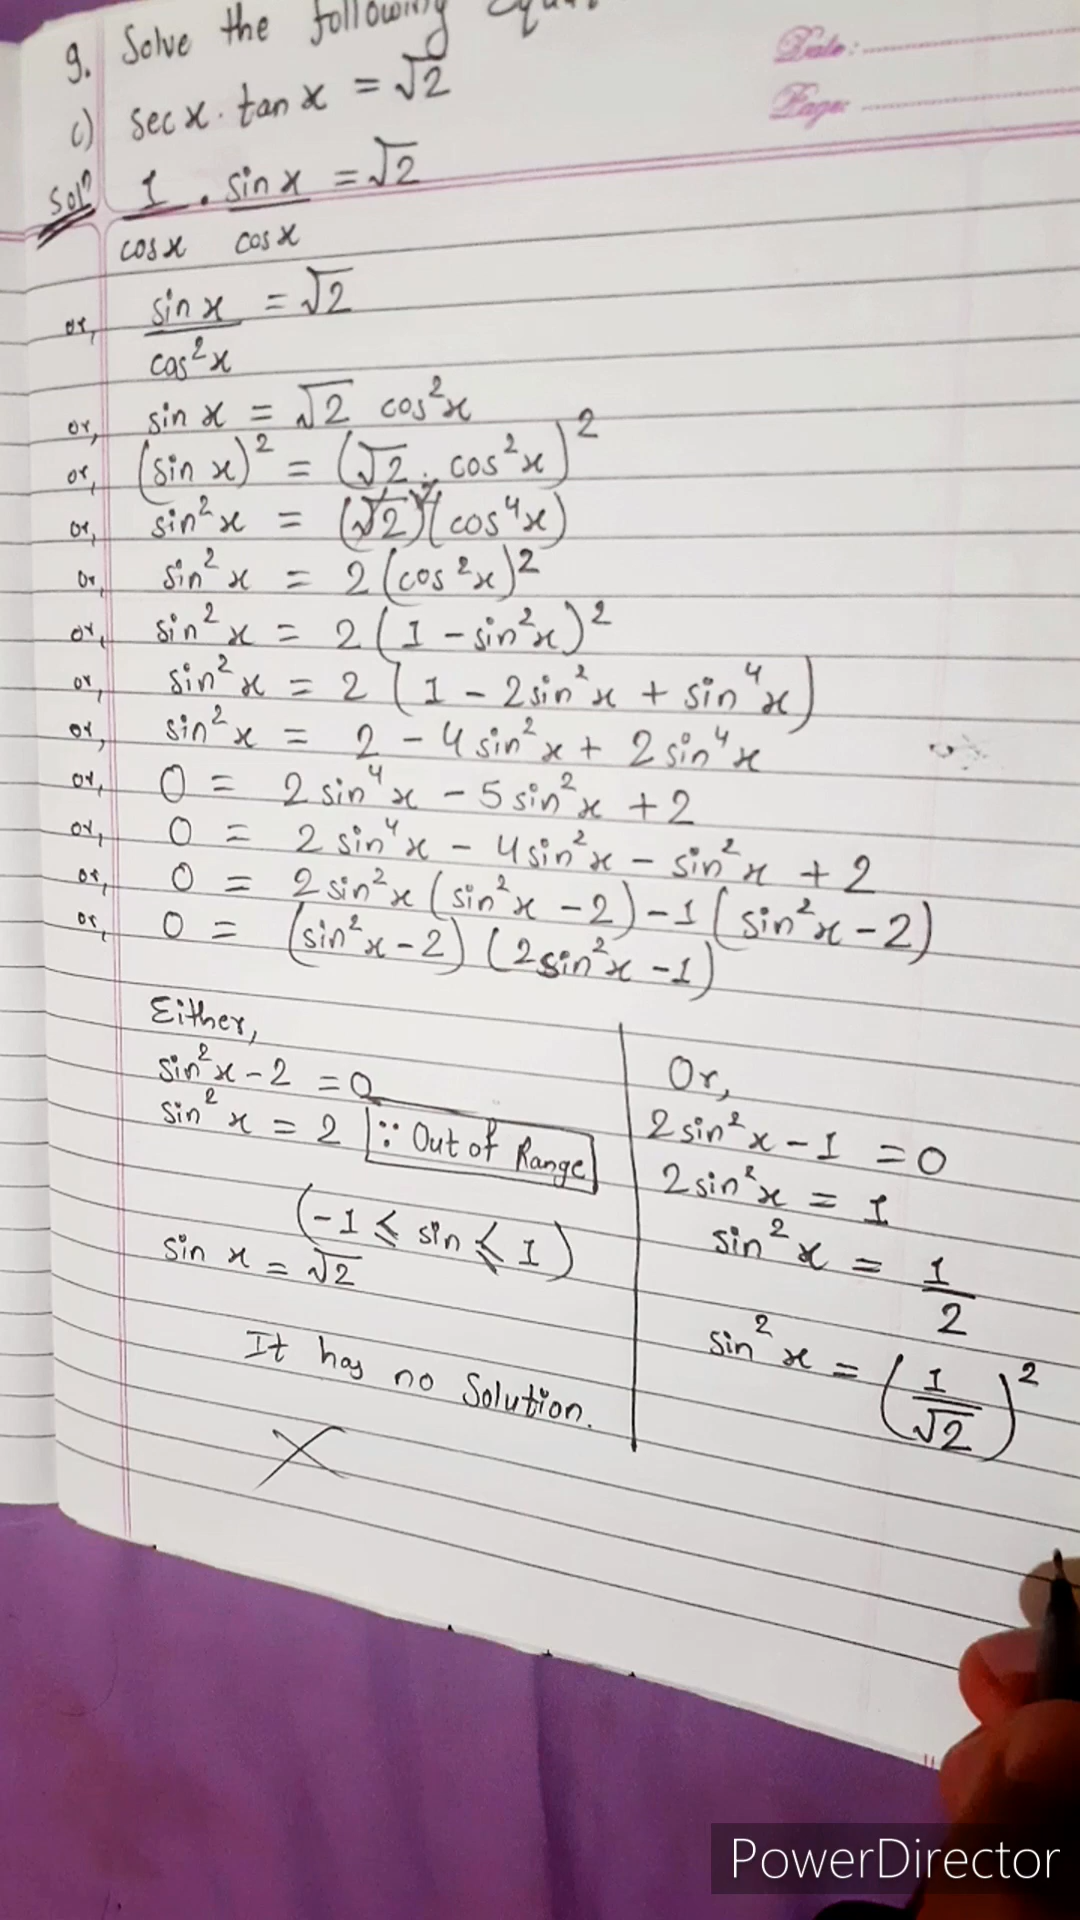 9. Solve the following
Date:
c) sec x. tan x = √2
Page:
Solⁿ 1/cos x . sin x/cos x = √2
or, sin x/cos²x = √2
or, sin x = √2 cos²x
or, (sin x)² = (√2 . cos²x)²
or, sin²x = (√2)²(cos⁴x)
or, sin²x = 2(cos²x)²
or, sin²x = 2(1 - sin²x)²
or, sin²x = 2(1 - 2sin²x + sin⁴x)
or, sin²x = 2 - 4sin²x + 2sin⁴x
or, 0 = 2sin⁴x - 5sin²x + 2
or, 0 = 2sin⁴x - 4sin²x - sin²x + 2
or, 0 = 2sin²x(sin²x - 2) - 1(sin²x - 2)
or, 0 = (sin²x - 2)(2sin²x - 1)
Either,
sin²x - 2 = 0
sin²x = 2 ∵ Out of Range
(-1 ≤ sin ≤ 1)
sin x = √2
It has no Solution.
Or,
2sin²x - 1 = 0
2sin²x = 1
sin²x = 1/2
sin²x = (1/√2)²
PowerDirector